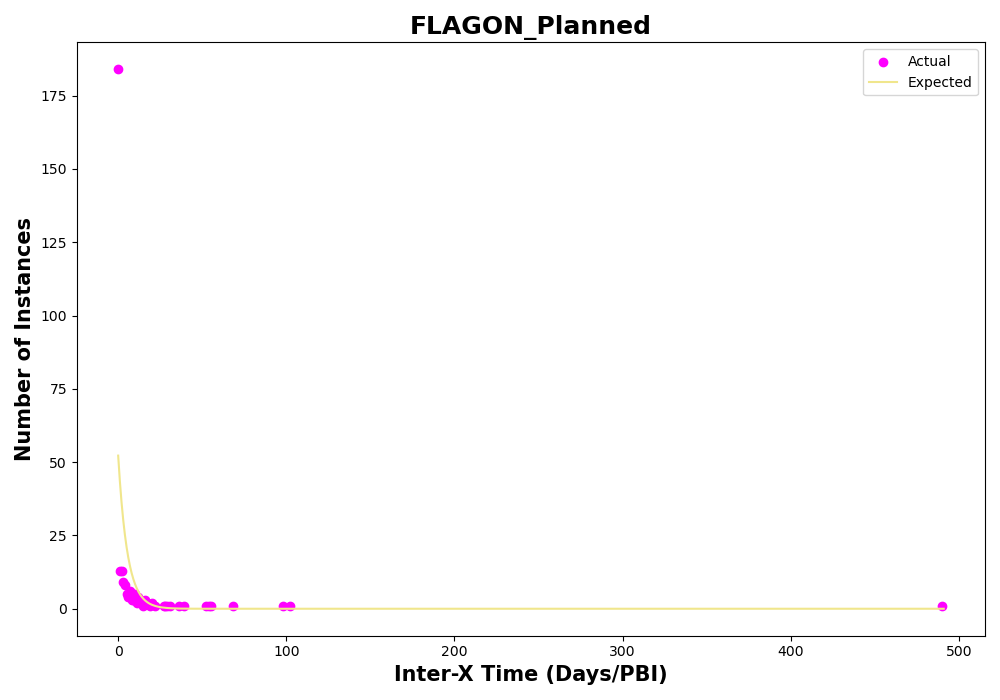 FLAGON_Planned
Actual
Expected
175
150
125
100
75
50
25
0
Number of Instances
0 100 200 300 400 500
Inter-X Time (Days/PBI)